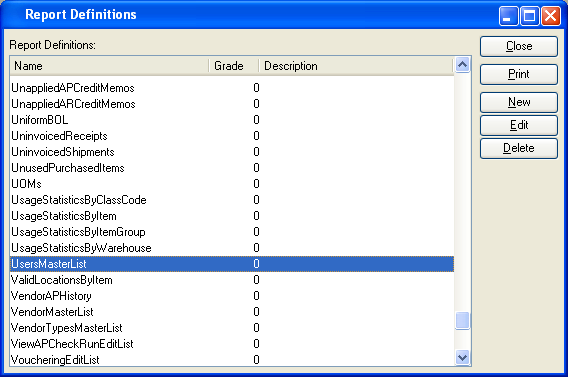 Report Definitions
Report Definitions:
Name Grade Description
UnappliedAPCreditMemos 0
UnappliedARCreditMemos 0
UniformBOL 0
UninvoicedReceipts 0
UninvoicedShipments 0
UnusedPurchasedItems 0
UOMs 0
UsageStatisticsByClassCode 0
UsageStatisticsByItem 0
UsageStatisticsByItemGroup 0
UsageStatisticsByWarehouse 0
UsersMasterList 0
ValidLocationsByItem 0
VendorAPHistory 0
VendorMasterList 0
VendorTypesMasterList 0
ViewAPCheckRunEditList 0
VoucheringEditList 0
Close
Print
New
Edit
Delete